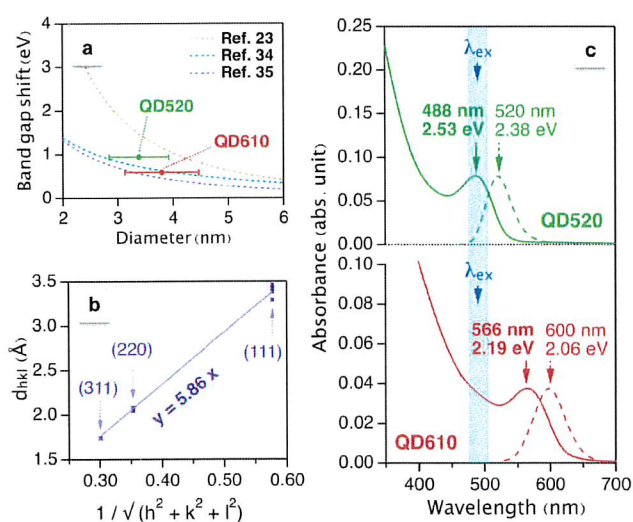 a
Ref. 23
Ref. 34
Ref. 35
QD520
QD610
Band gap shift (eV)
4
3
2
1
0
2
3
4
5
6
Diameter (nm)
b
(311)
(220)
(111)
y = 5.86 x
dhkl (Å)
3.5
3.0
2.5
2.0
1.5
0.30
0.40
0.50
0.60
1 / √ (h² + k² + l²)
c
λex
488 nm
2.53 eV
520 nm
2.38 eV
QD520
0.25
0.20
0.15
0.10
0.05
0.00
Absorbance (abs. unit)
λex
566 nm
2.19 eV
600 nm
2.06 eV
QD610
0.10
0.08
0.06
0.04
0.02
0.00
400
500
600
700
Wavelength (nm)